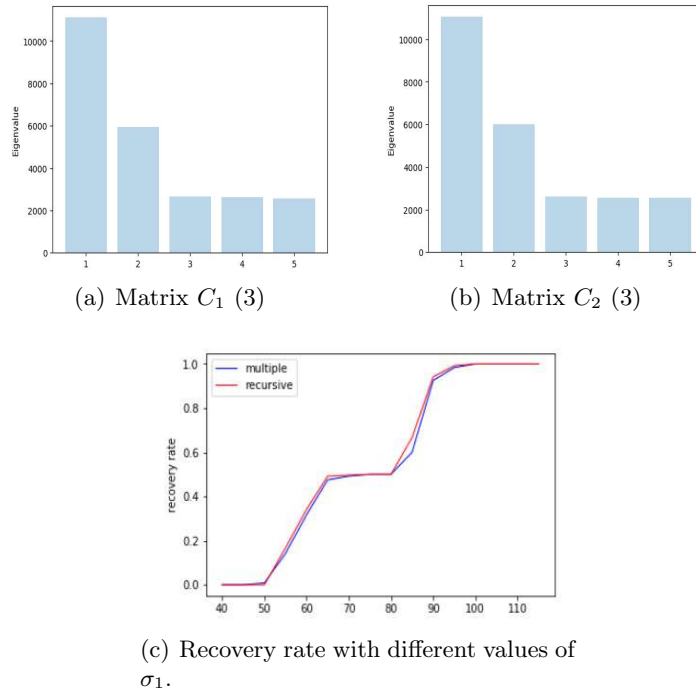 10000
8000
6000
4000
2000
0
Eigenvalue
1 2 3 4 5
(a) Matrix C₁ (3)
10000
8000
6000
4000
2000
0
Eigenvalue
1 2 3 4 5
(b) Matrix C₂ (3)
multiple
recursive
1.0
0.8
0.6
0.4
0.2
0.0
recovery rate
40 50 60 70 80 90 100 110
(c) Recovery rate with different values of
σ₁.